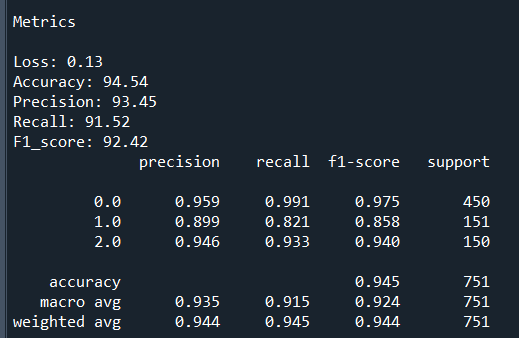 Metrics
Loss: 0.13
Accuracy: 94.54
Precision: 93.45
Recall: 91.52
F1_score: 92.42
precision recall f1-score support
0.0 0.959 0.991 0.975 450
1.0 0.899 0.821 0.858 151
2.0 0.946 0.933 0.940 150
accuracy 0.945 751
macro avg 0.935 0.915 0.924 751
weighted avg 0.944 0.945 0.944 751